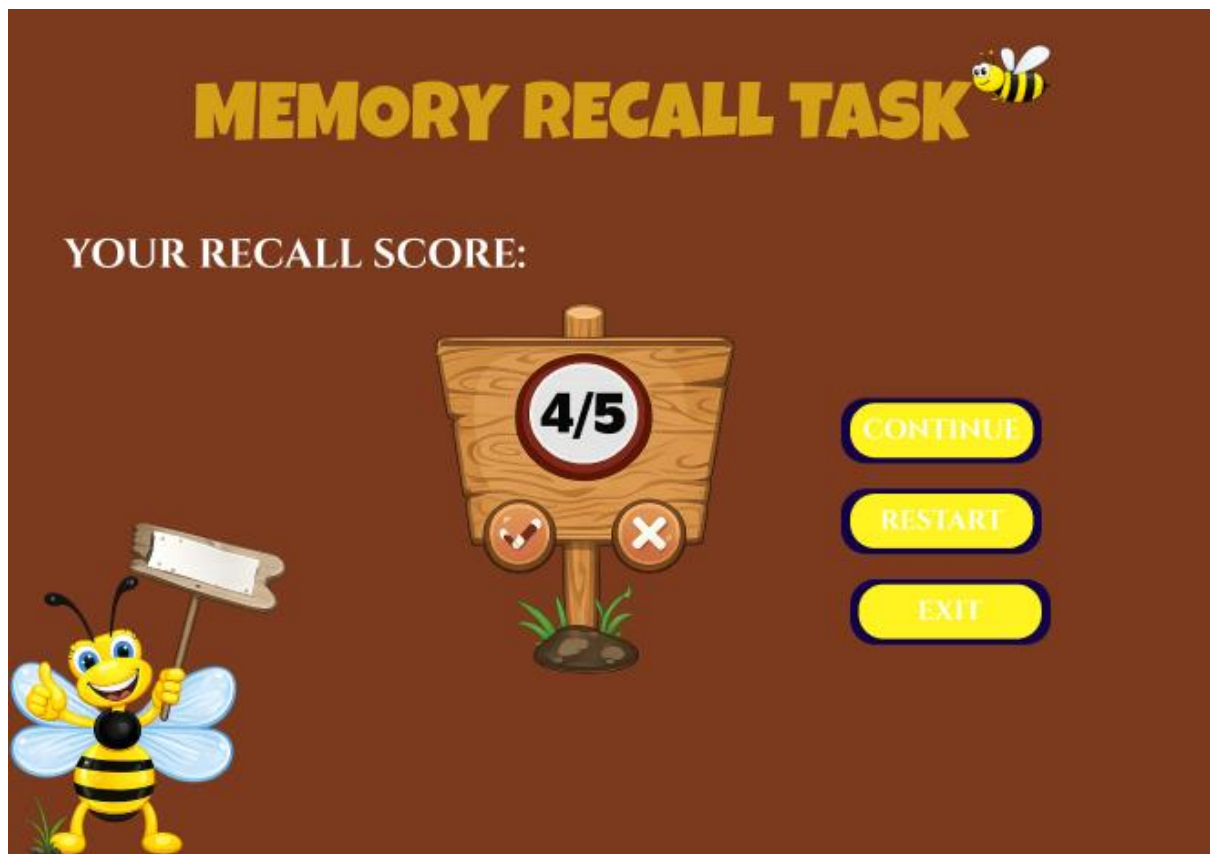 MEMORY RECALL TASK
YOUR RECALL SCORE:
4/5
CONTINUE
RESTART
EXIT